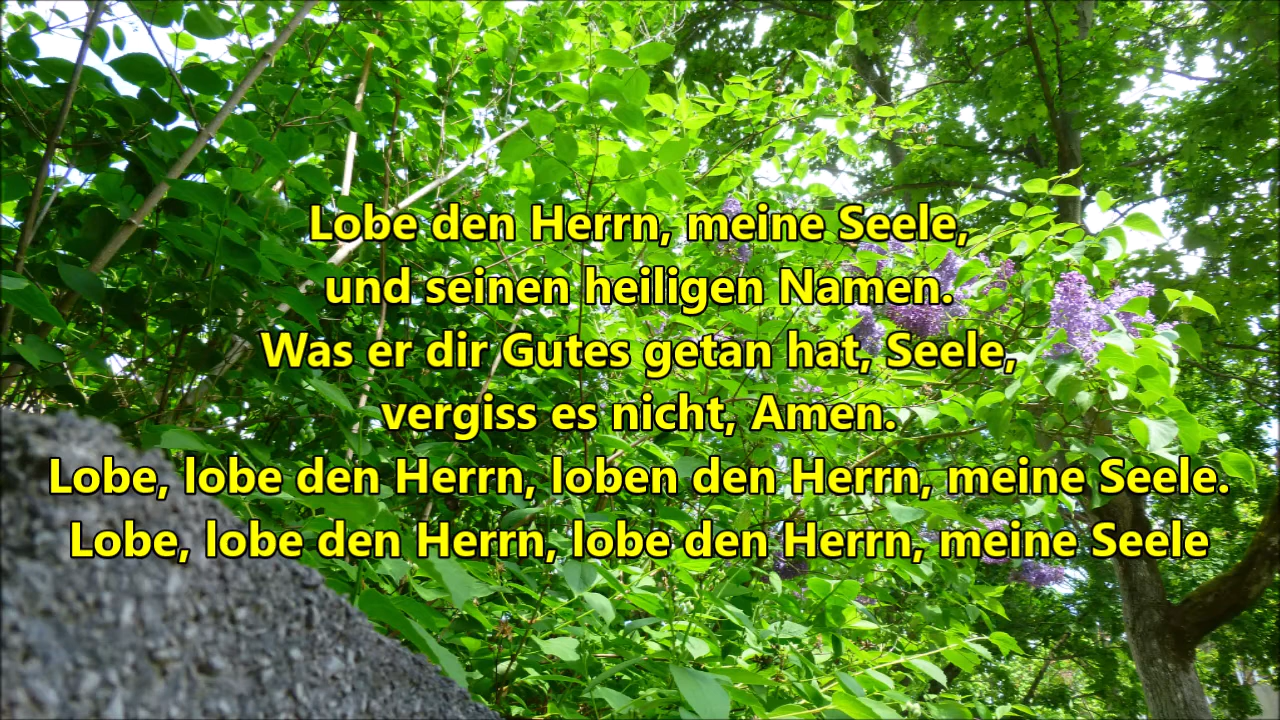 Lobe den Herrn, meine Seele,
und seinen heiligen Namen.
Was er dir Gutes getan hat, Seele,
vergiss es nicht, Amen.
Lobe, lobe den Herrn, loben den Herrn, meine Seele.
Lobe, lobe den Herrn, lobe den Herrn, meine Seele